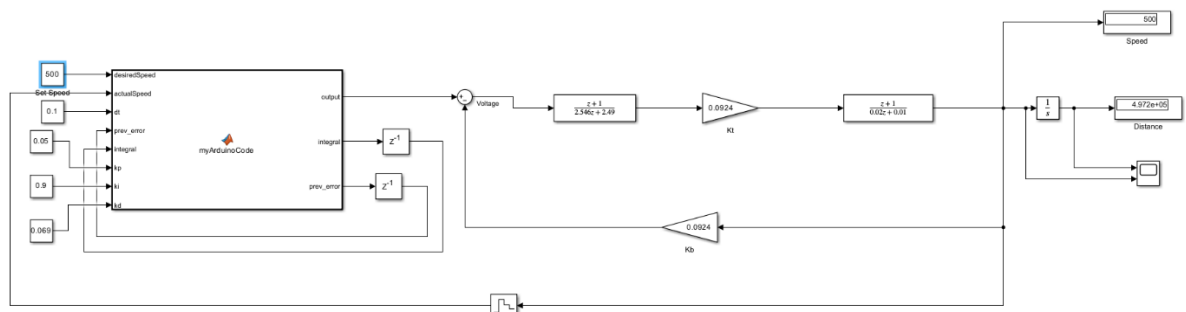 500
Speed
500
Set Speed
0.1
0.05
0.9
0.069
desiredSpeed
actualSpeed
dt
prev_error
integral
kp
ki
kd
myArduinoCode
output
integral
prev_error
z⁻¹
z⁻¹
+
−
Voltage
z + 1
2.546z + 2.49
0.0924
Kt
z + 1
0.02z + 0.01
1
s
4.972e+05
Distance
0.0924
Kb